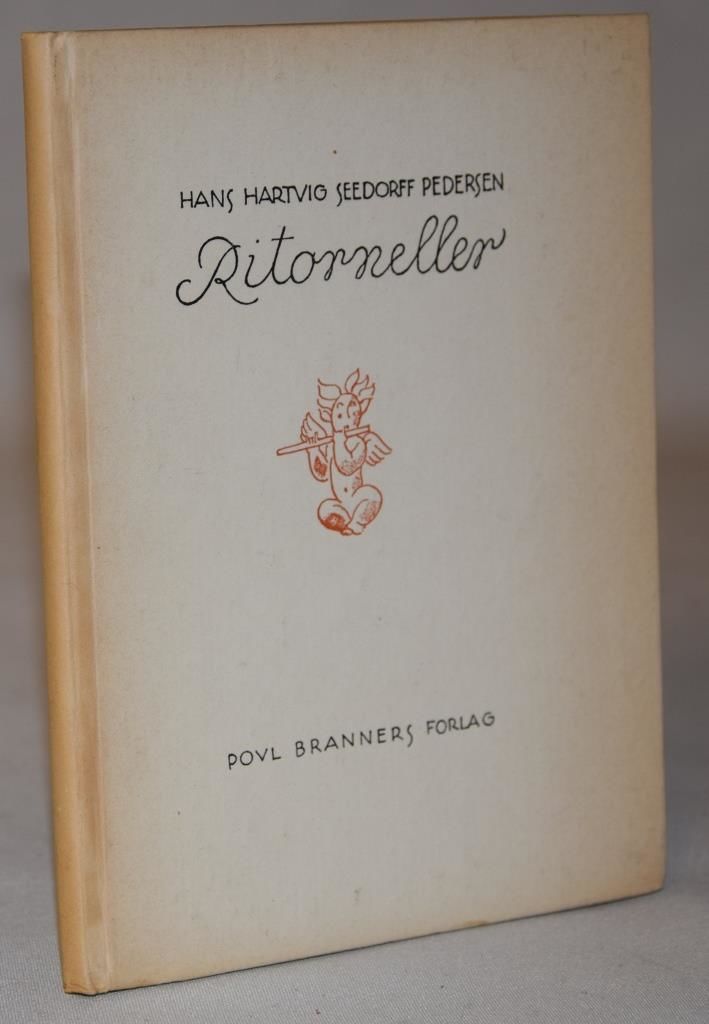 HANS HARTVIG SEEDORFF PEDERSEN
Ritorneller
POVL BRANNERS FORLAG